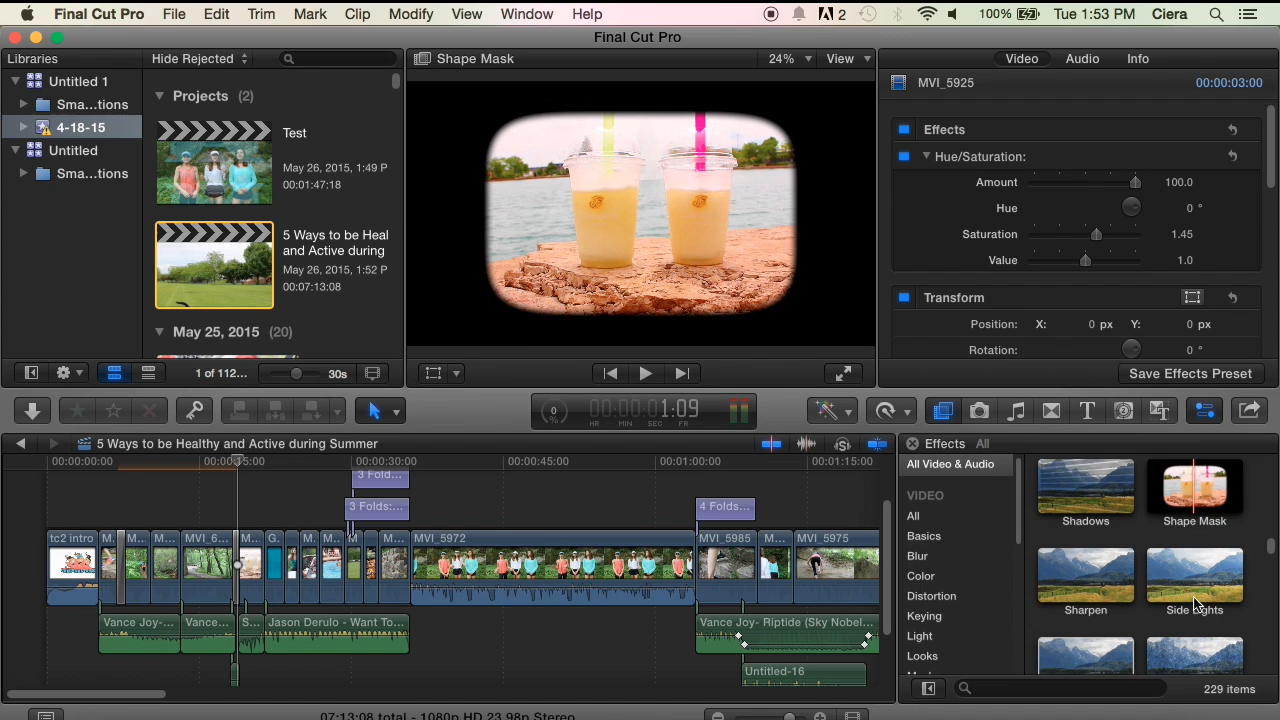 Final Cut Pro File Edit Trim Mark Clip Modify View Window Help 2 100% Tue 1:53 PM Ciera
Final Cut Pro
Libraries
Hide Rejected
Shape Mask 24% View
Video Audio Info
Untitled 1
Sma...tions
4-18-15
Untitled
Sma...tions
Projects (2)
Test
May 26, 2015, 1:49 P
00:01:47:18
5 Ways to be Heal
and Active during
May 26, 2015, 1:52 P
00:07:13:08
May 25, 2015 (20)
1 of 112... 30s
MVI_5925 00:00:03:00
Effects
Hue/Saturation:
Amount 100.0
Hue 0 °
Saturation 1.45
Value 1.0
Transform
Position: X: 0 px Y: 0 px
Rotation: 0 °
Save Effects Preset
0 % 00:00:01:09
HR MIN SEC FR
5 Ways to be Healthy and Active during Summer
00:00:00:00 00:00:15:00 00:00:30:00 00:00:45:00 00:01:00:00 00:01:15:00
3 Fold...
3 Folds:... 4 Folds...
tc2 intro M. M... M... MVI_6... M... G. M. M... M M... MVI_5972 MVI_5985 M... MVI_5975
Vance Joy-... Vance... S... Jason Derulo - Want To... Vance Joy- Riptide (Sky Nobel...
Untitled-16
07:13:08 total - 1080p HD 23.98p Stereo
Effects All
All Video & Audio
VIDEO
All
Basics
Blur
Color
Distortion
Keying
Light
Looks
Shadows Shape Mask
Sharpen Side Lights
229 items